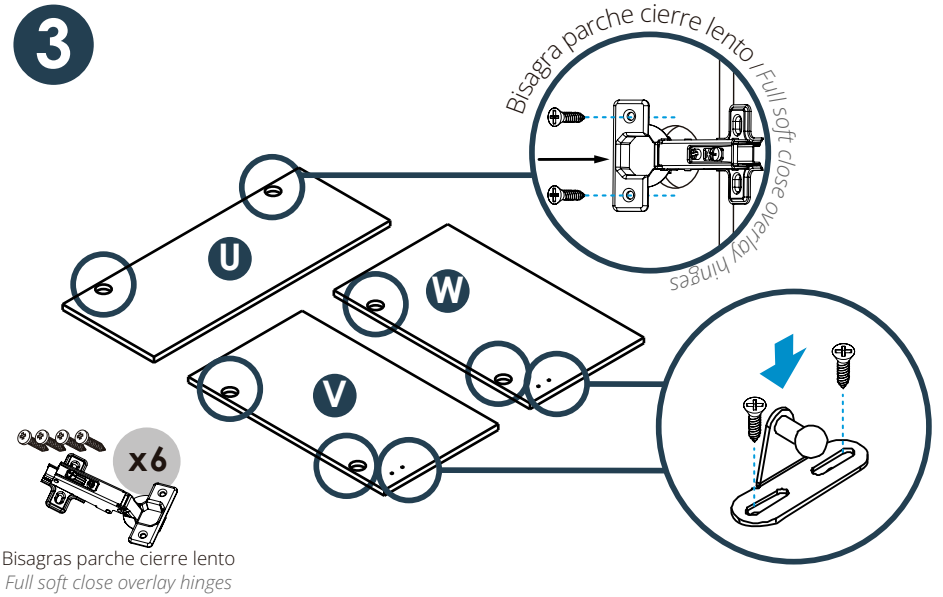 3
Bisagra parche cierre lento / Full soft close overlay hinges
U
W
V
x6
Bisagras parche cierre lento
Full soft close overlay hinges